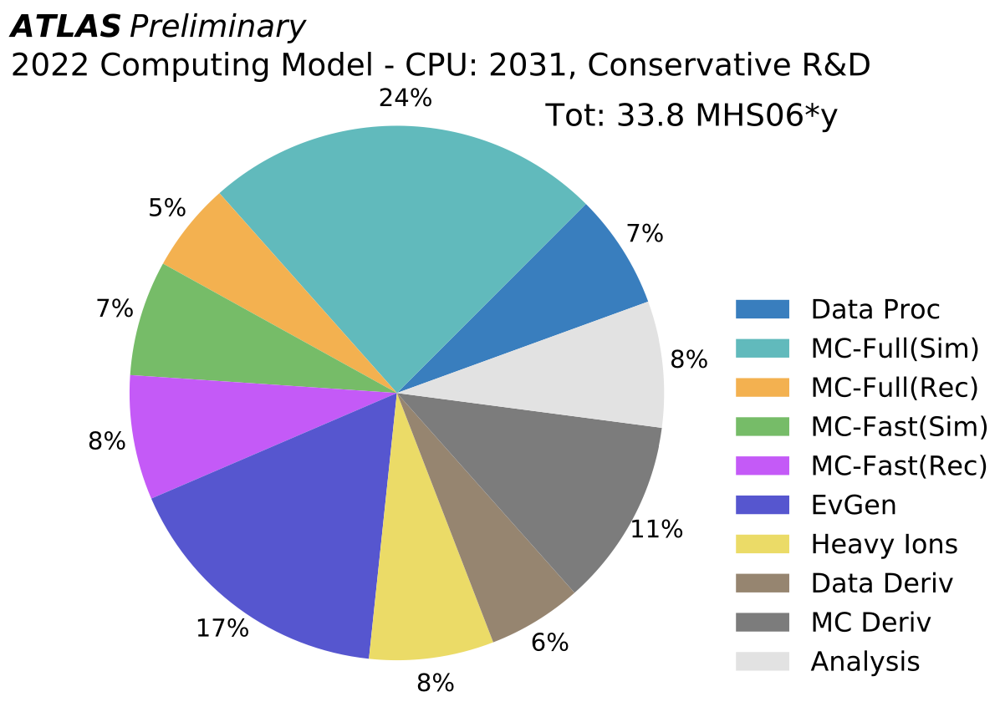 ATLAS Preliminary
2022 Computing Model - CPU: 2031, Conservative R&D
24%
Tot: 33.8 MHS06*y
5%
7%
7%
8%
8%
11%
17%
6%
8%
Data Proc
MC-Full(Sim)
MC-Full(Rec)
MC-Fast(Sim)
MC-Fast(Rec)
EvGen
Heavy Ions
Data Deriv
MC Deriv
Analysis